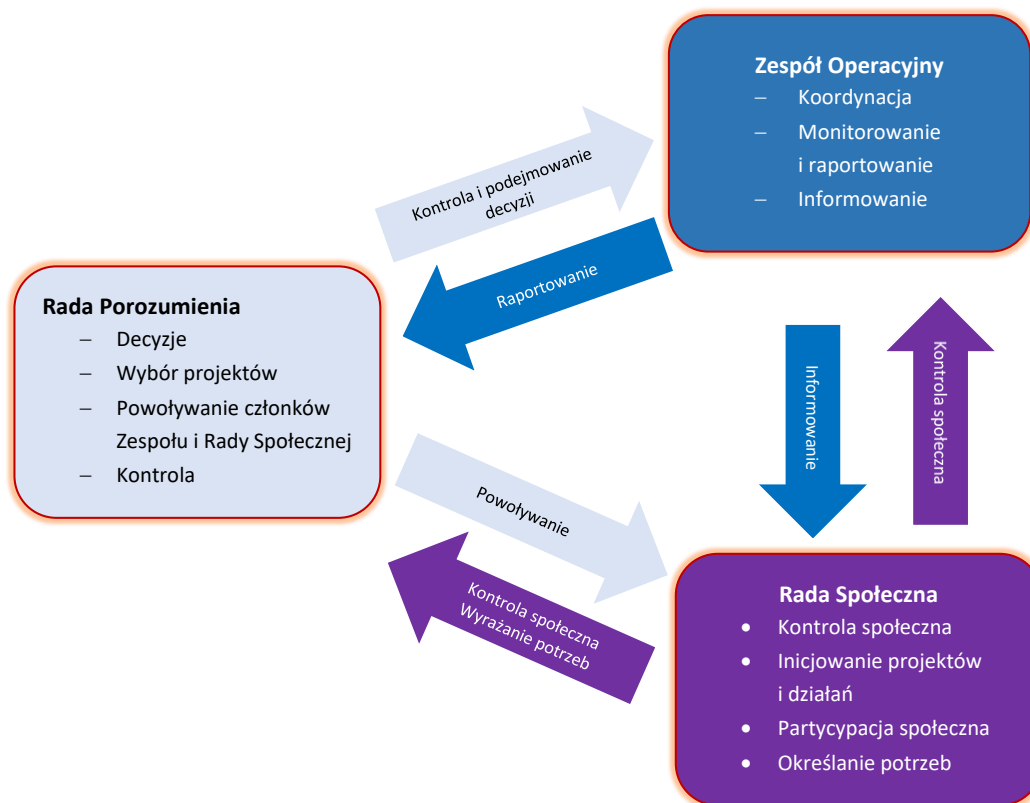 Zespół Operacyjny
– Koordynacja
– Monitorowanie
i raportowanie
– Informowanie
Kontrola i podejmowanie
decyzji
Raportowanie
Rada Porozumienia
– Decyzje
– Wybór projektów
– Powoływanie członków
Zespołu i Rady Społecznej
– Kontrola
Informowanie
Kontrola społeczna
Powoływanie
Kontrola społeczna
Wyrażanie potrzeb
Rada Społeczna
• Kontrola społeczna
• Inicjowanie projektów
i działań
• Partycypacja społeczna
• Określanie potrzeb